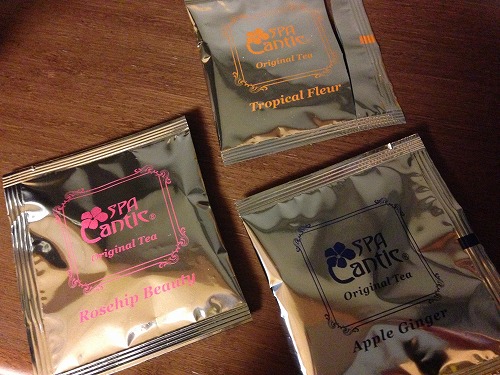 SPA
Cantic®
Original Tea
Tropical Fleur
SPA
Cantic®
Original Tea
Rosehip Beauty
SPA
Cantic®
Original Tea
Apple Ginger